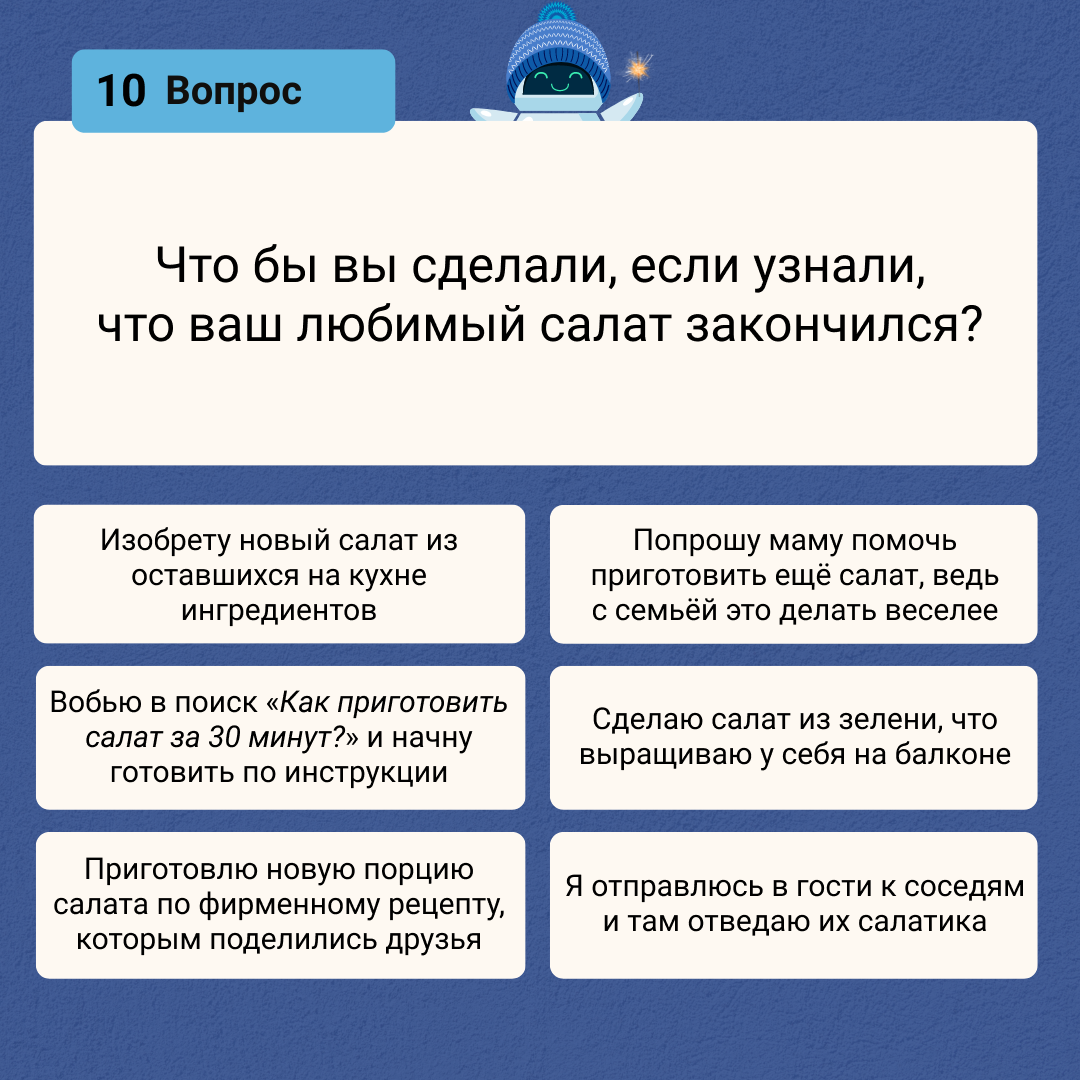 10 Вопрос
Что бы вы сделали, если узнали,
что ваш любимый салат закончился?
Изобрету новый салат из
оставшихся на кухне
ингредиентов
Попрошу маму помочь
приготовить ещё салат, ведь
с семьёй это делать веселее
Вобью в поиск «Как приготовить
салат за 30 минут?» и начну
готовить по инструкции
Сделаю салат из зелени, что
выращиваю у себя на балконе
Приготовлю новую порцию
салата по фирменному рецепту,
которым поделились друзья
Я отправлюсь в гости к соседям
и там отведаю их салатика